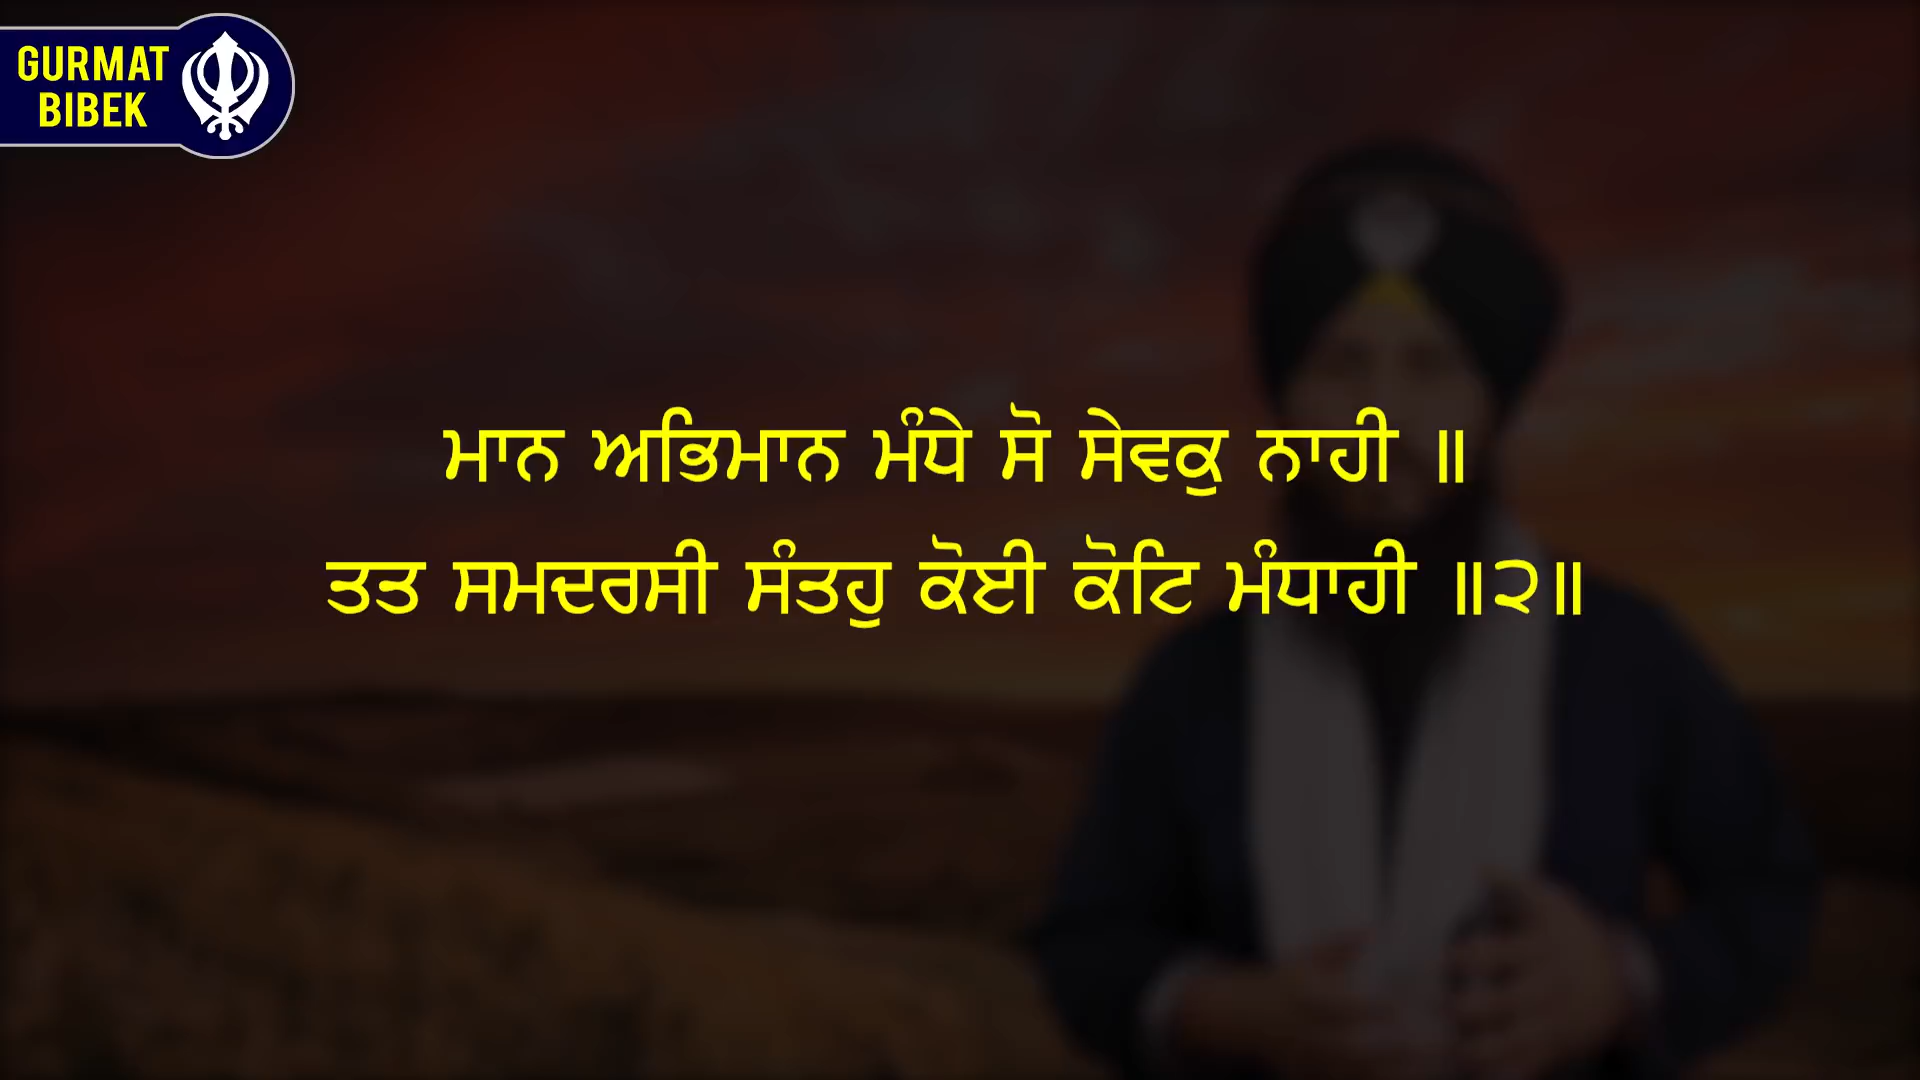 GURMAT
BIBEK
ਮਾਨ ਅਭਿਮਾਨ ਮੰਧੇ ਸੋ ਸੇਵਕੁ ਨਾਹੀ ॥
ਤਤ ਸਮਦਰਸੀ ਸੰਤਹੁ ਕੋਈ ਕੋਟਿ ਮੰਧਾਹੀ ॥੨॥